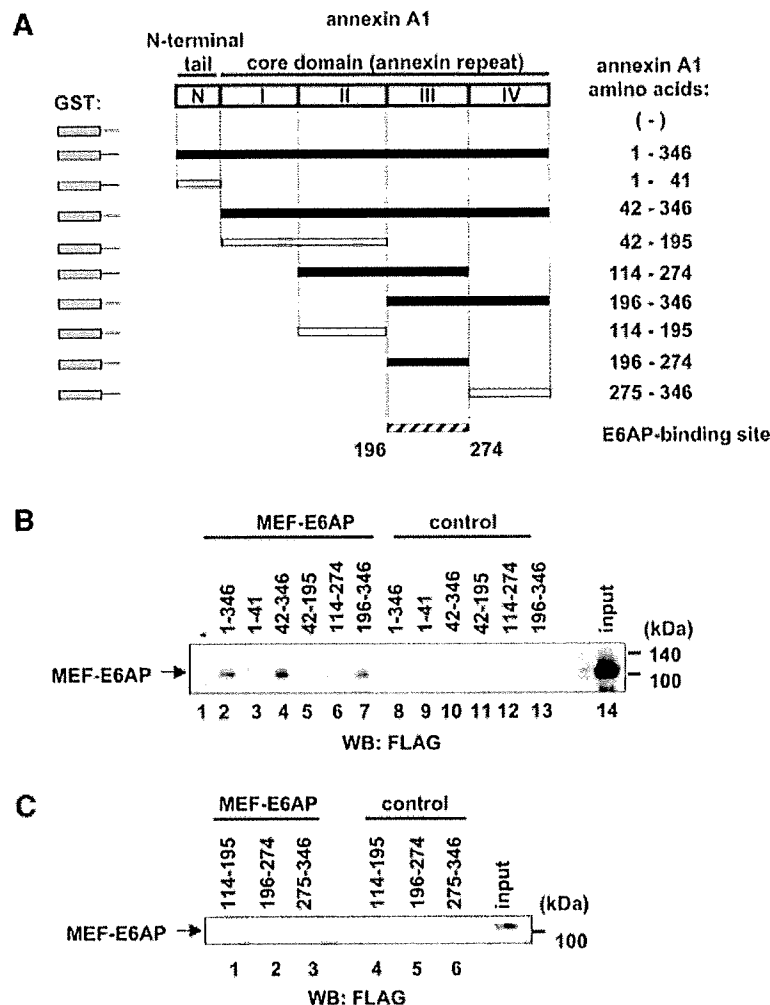 A
annexin A1
N-terminal
tail
core domain (annexin repeat)
annexin A1
amino acids:
GST:
N I II III IV
(-)
1 - 346
1 - 41
42 - 346
42 - 195
114 - 274
196 - 346
114 - 195
196 - 274
275 - 346
E6AP-binding site
196 274
B
MEF-E6AP control
- 1-346 1-41 42-346 42-195 114-274 196-346 1-346 1-41 42-346 42-195 114-274 196-346 input
(kDa)
140
MEF-E6AP
100
1 2 3 4 5 6 7 8 9 10 11 12 13 14
WB: FLAG
C
MEF-E6AP control
114-195 196-274 275-346 114-195 196-274 275-346 input
(kDa)
MEF-E6AP
100
1 2 3 4 5 6
WB: FLAG